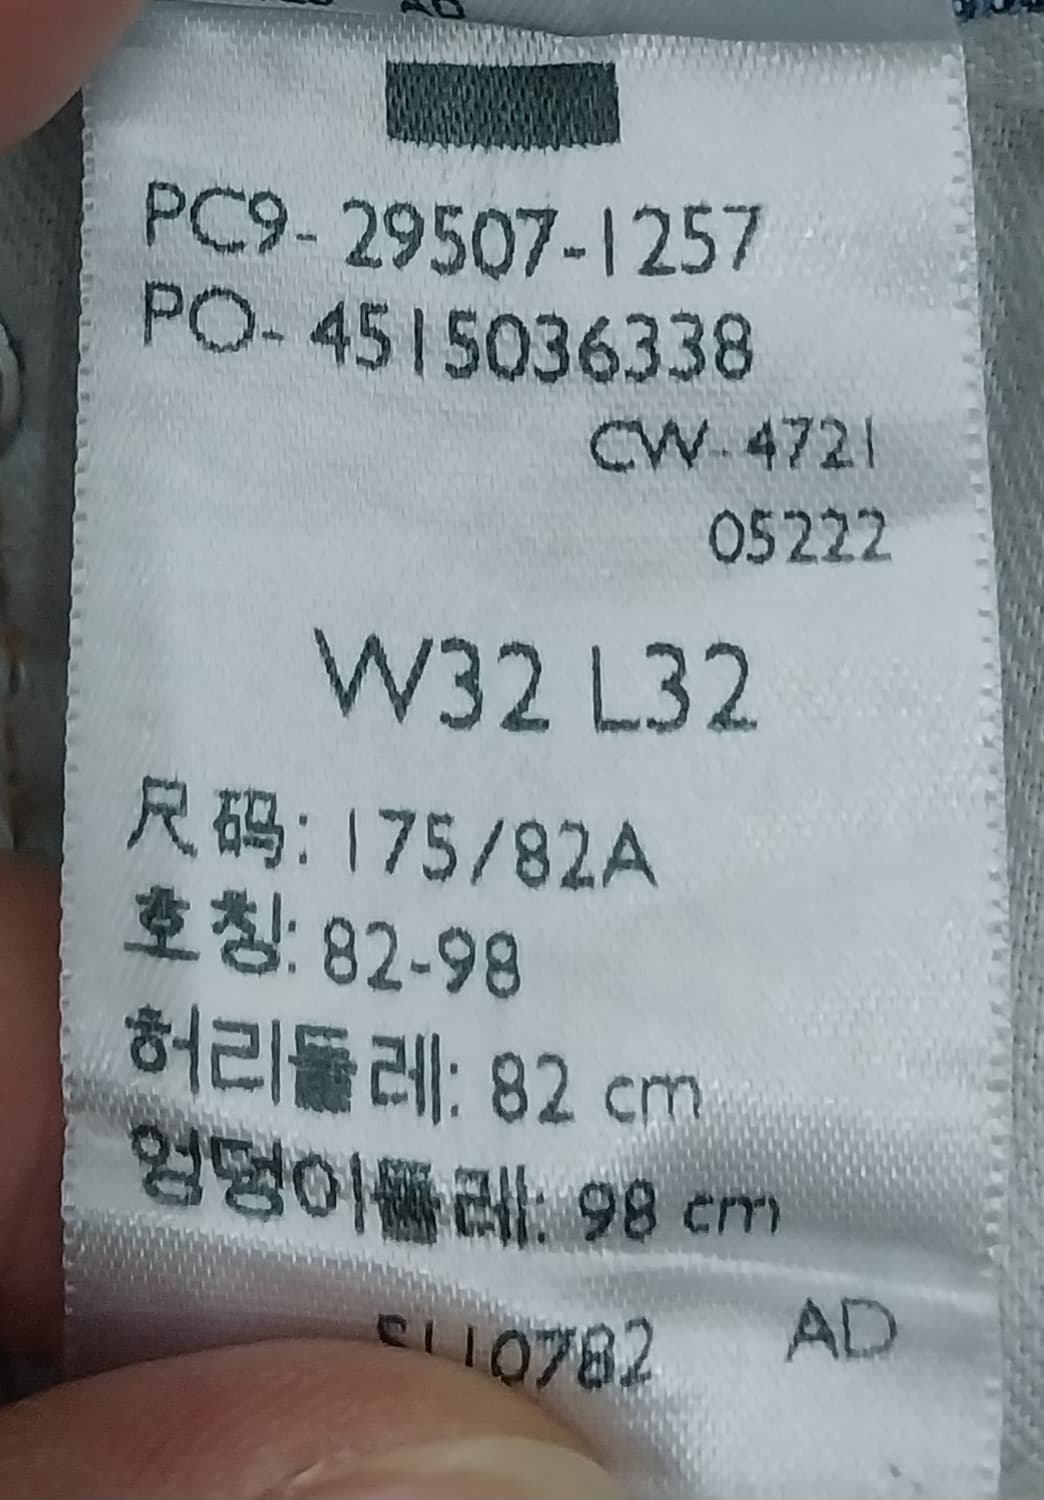 PC9-29507-1257
PO-4515036338
CW-4721
05222
W32 L32
尺码: 175/82A
호칭: 82-98
허리둘레: 82 cm
엉덩이둘레: 98 cm
AD